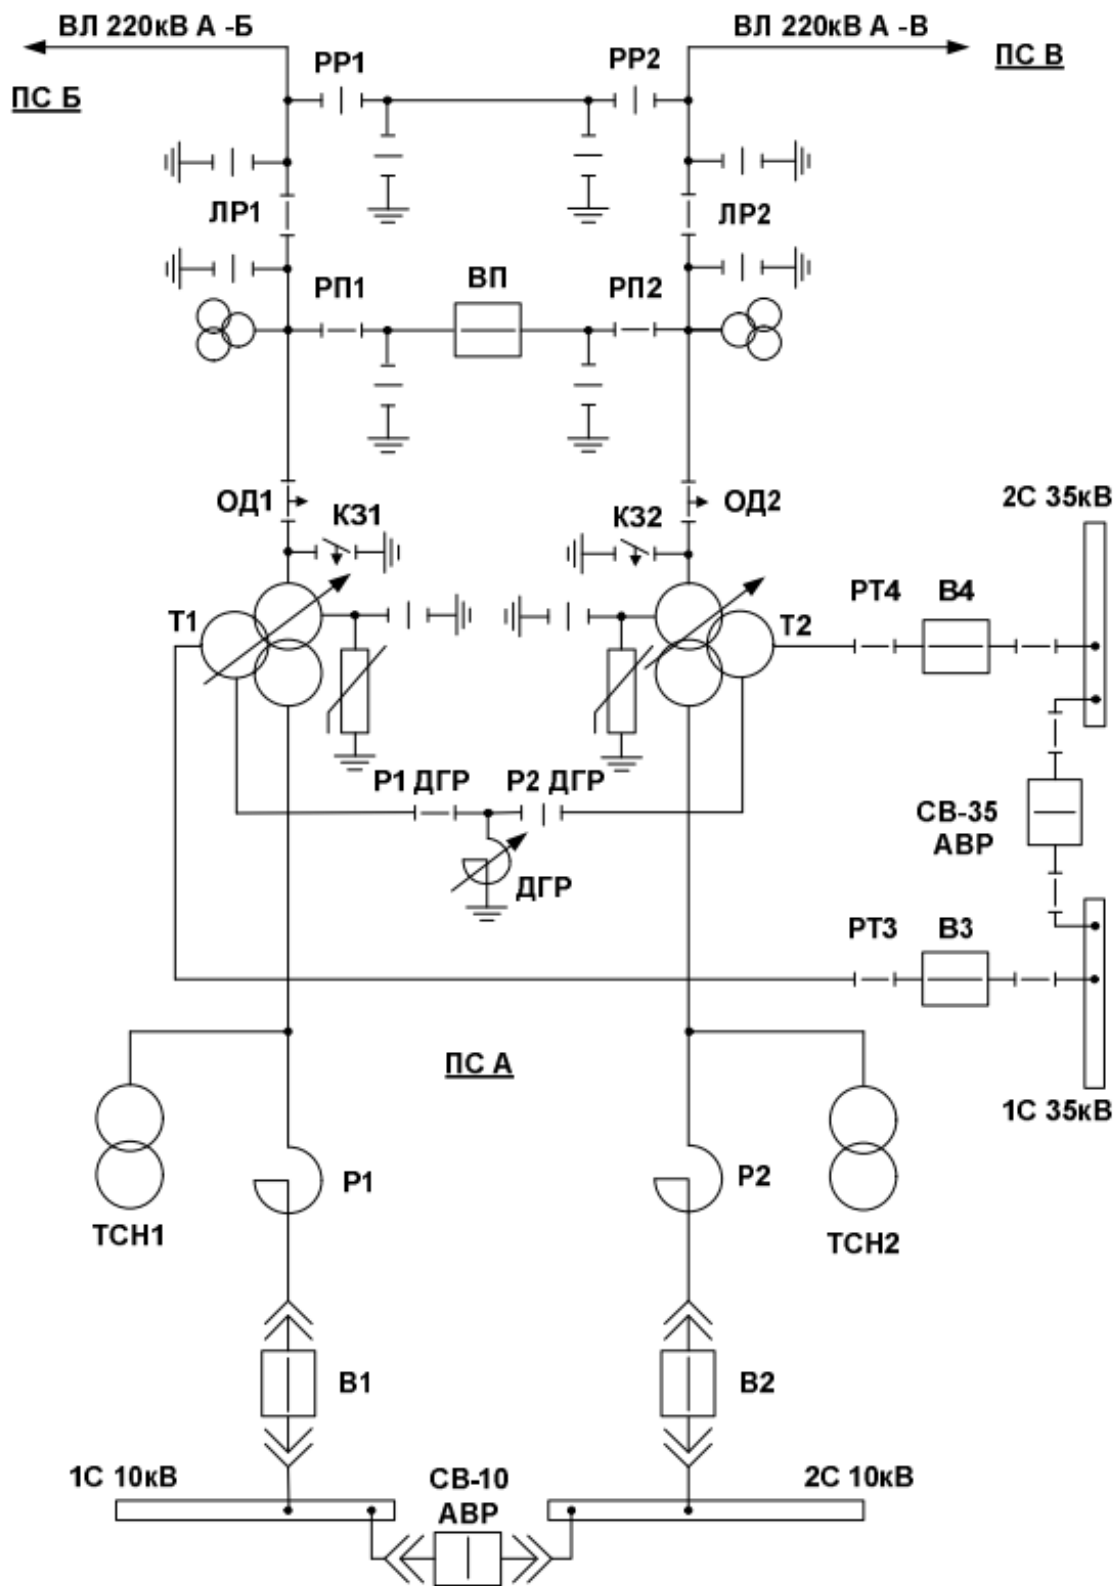 ВЛ 220кВ А -Б
ВЛ 220кВ А -В
ПС Б
РР1
РР2
ПС В
ЛР1
ЛР2
РП1
ВП
РП2
ОД1
КЗ1
КЗ2
ОД2
2С 35кВ
Т1
Т2
РТ4
В4
Р1 ДГР
Р2 ДГР
ДГР
СВ-35
АВР
РТ3
В3
ПС А
1С 35кВ
ТСН1
Р1
Р2
ТСН2
В1
В2
1С 10кВ
СВ-10
АВР
2С 10кВ